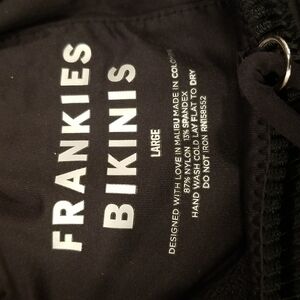 FRANKIES
BIKINIS
LARGE
DESIGNED WITH LOVE IN MALIBU MADE IN
87% NYLON 13% SPANDEX
HAND WASH COLD LAY FLAT TO DRY
DO NOT IRON RN158552